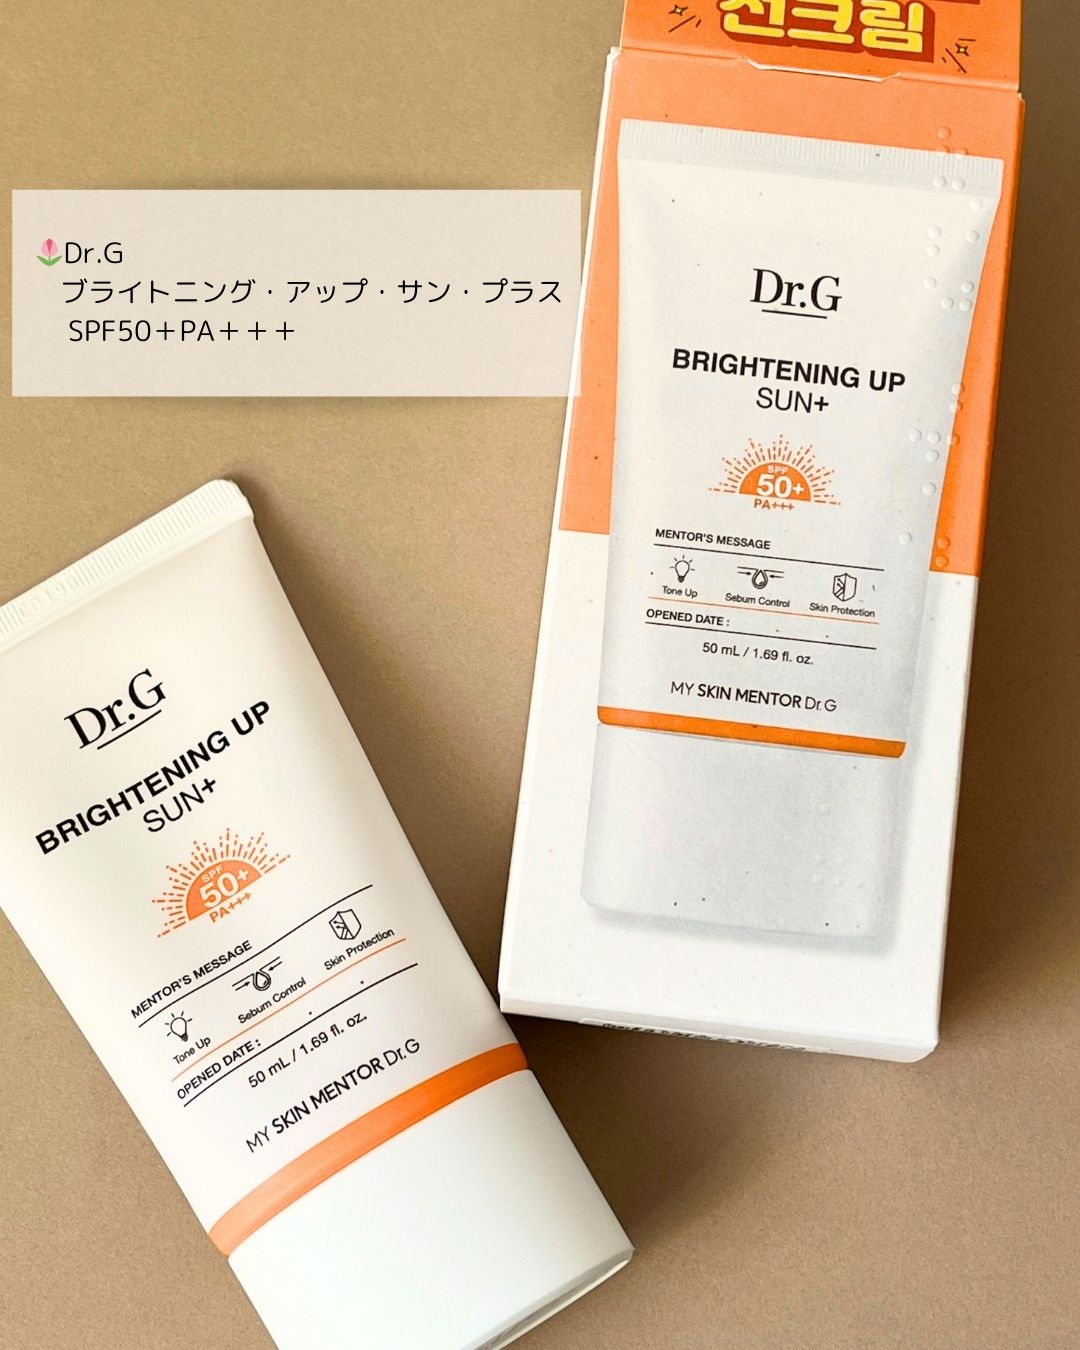 선크림
🌷Dr.G
ブライトニング・アップ・サン・プラス
SPF50＋PA＋＋＋
Dr.G
BRIGHTENING UP
SUN+
SPF
50+
PA+++
MENTOR'S MESSAGE
Tone Up Sebum Control Skin Protection
OPENED DATE :
50 mL / 1.69 fl. oz.
MY SKIN MENTOR Dr.G
Dr.G
BRIGHTENING UP
SUN+
SPF
50+
PA+++
MENTOR'S MESSAGE
Tone Up Sebum Control Skin Protection
OPENED DATE :
50 mL / 1.69 fl. oz.
MY SKIN MENTOR Dr.G